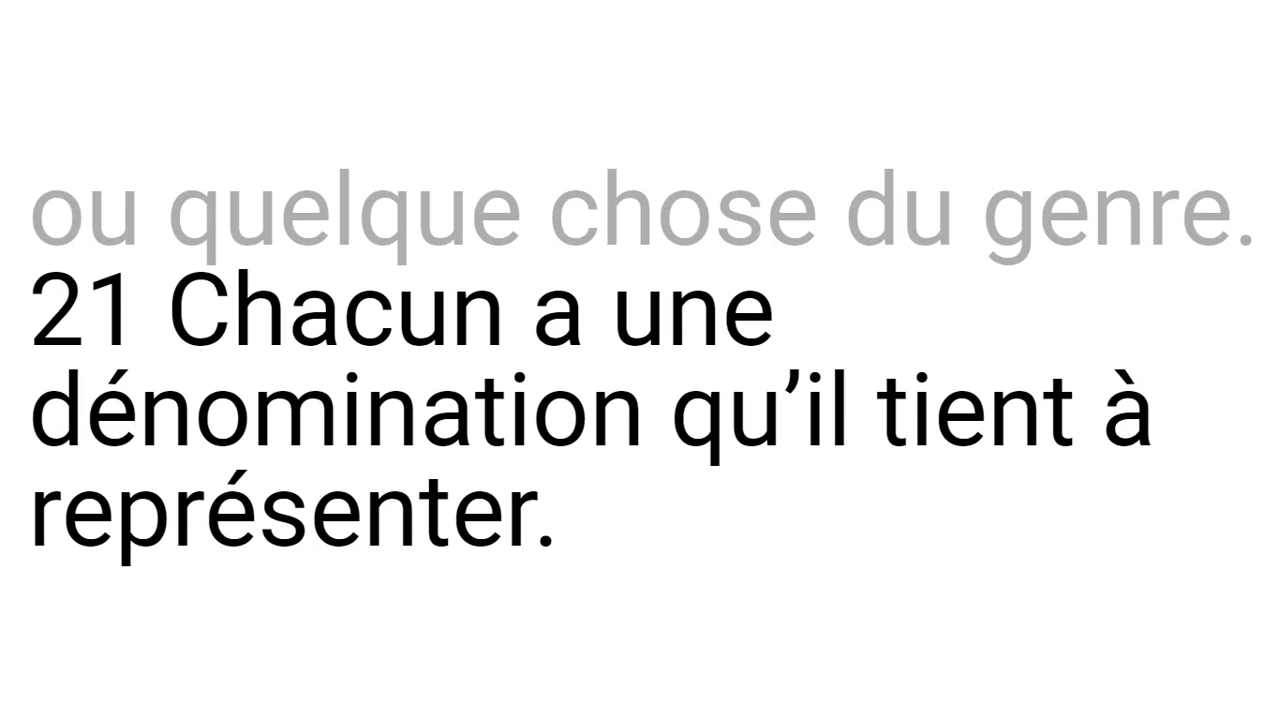 ou quelque chose du genre.
21 Chacun a une
dénomination qu’il tient à
représenter.